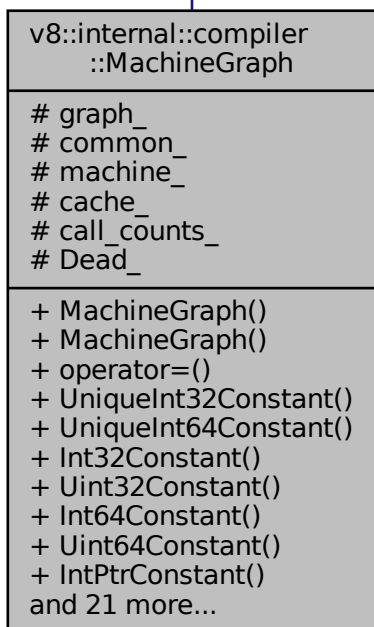 v8::internal::compiler
::MachineGraph
# graph_
# common_
# machine_
# cache_
# call_counts_
# Dead_
+ MachineGraph()
+ MachineGraph()
+ operator=()
+ UniqueInt32Constant()
+ UniqueInt64Constant()
+ Int32Constant()
+ Uint32Constant()
+ Int64Constant()
+ Uint64Constant()
+ IntPtrConstant()
and 21 more...